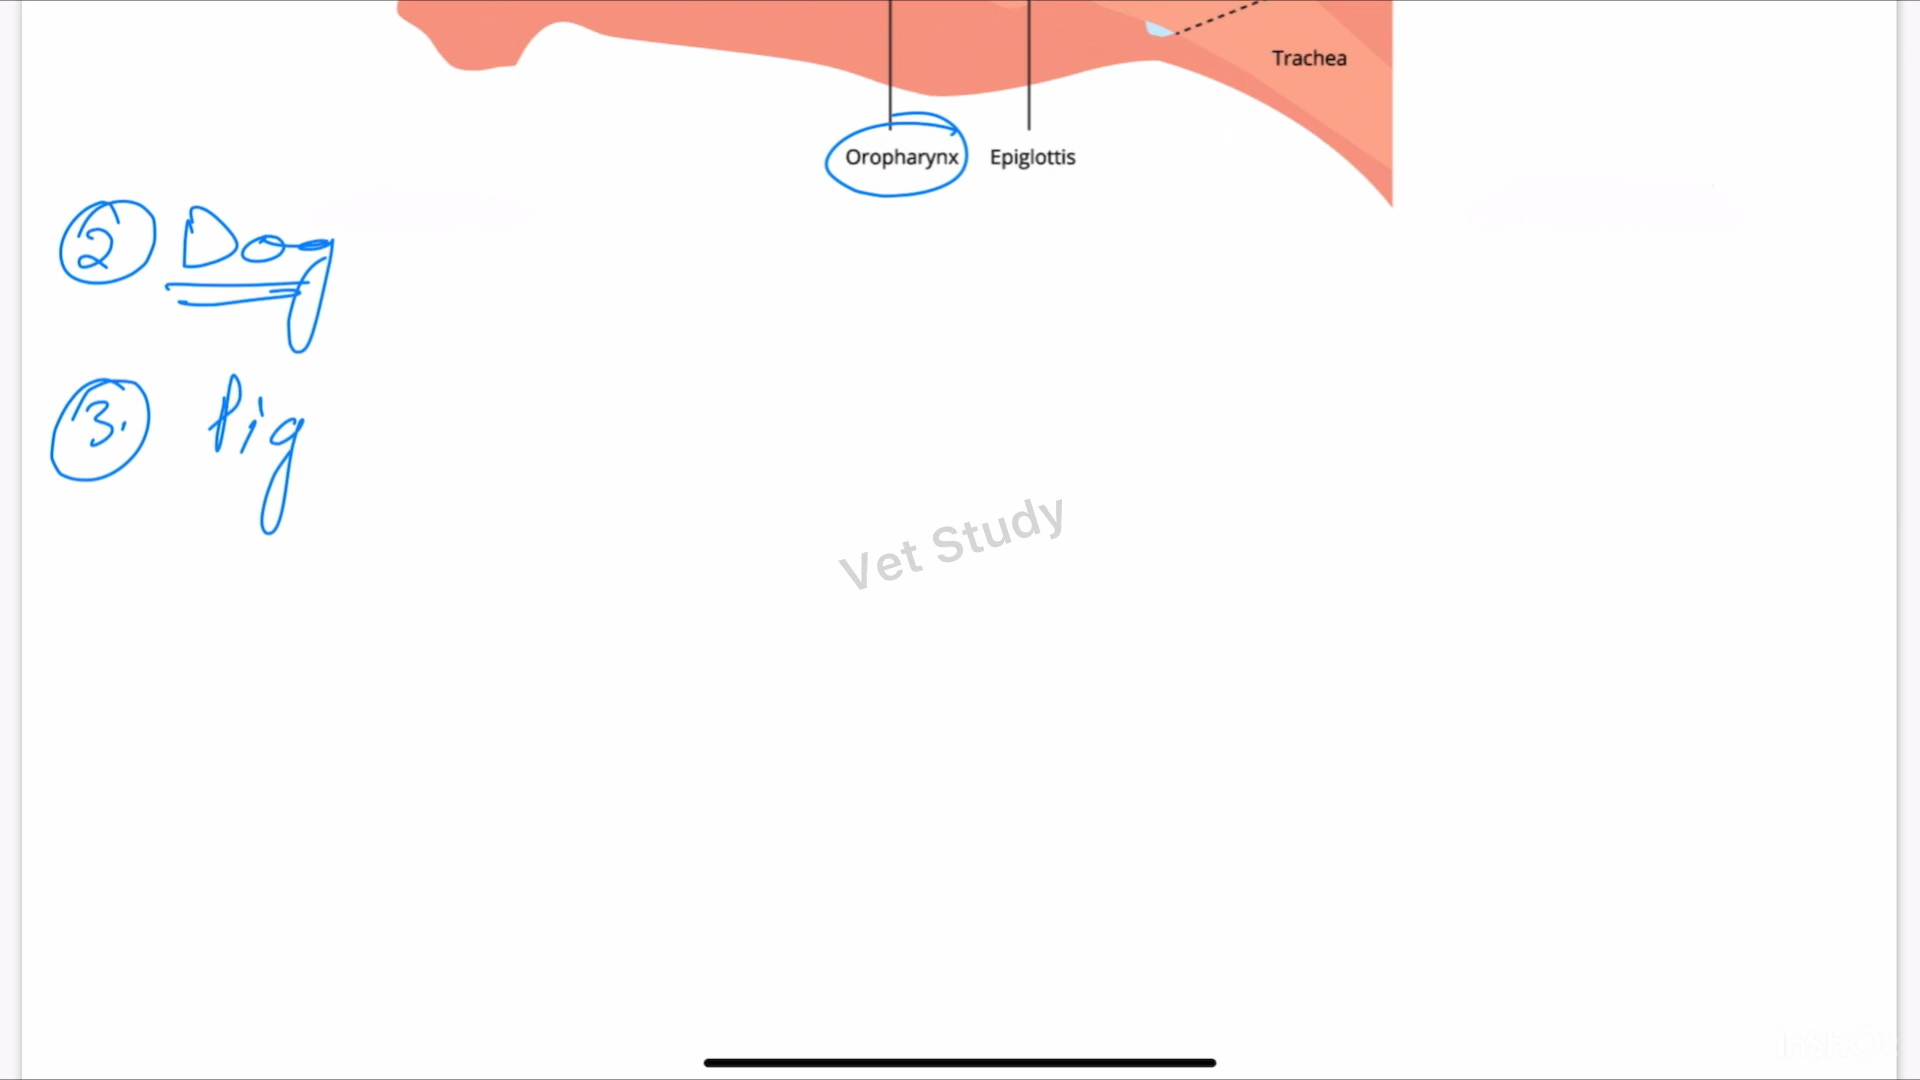 Trachea
Oropharynx Epiglottis
2 Dog
3. Pig
Vet Study